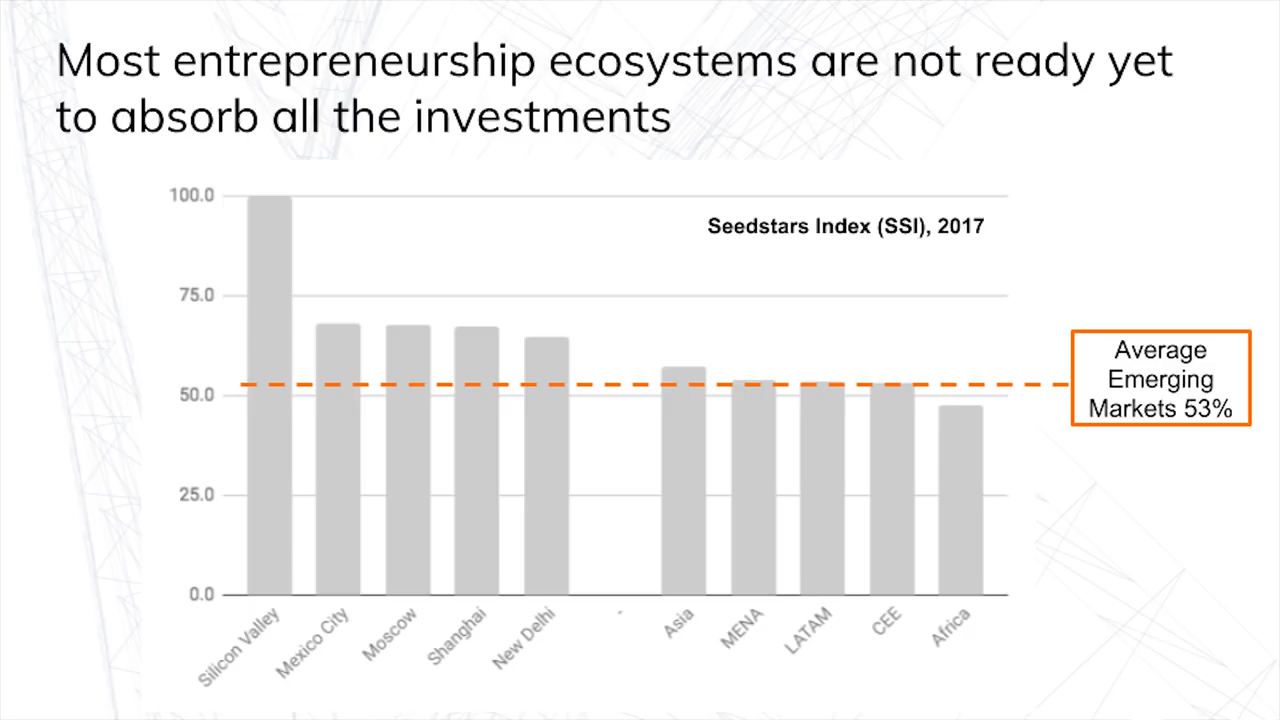 Most entrepreneurship ecosystems are not ready yet
to absorb all the investments
100.0
Seedstars Index (SSI), 2017
75.0
Average
Emerging
Markets 53%
50.0
25.0
0.0
Silicon Valley
Mexico City
Moscow
Shanghai
New Delhi
-
Asia
MENA
LATAM
CEE
Africa